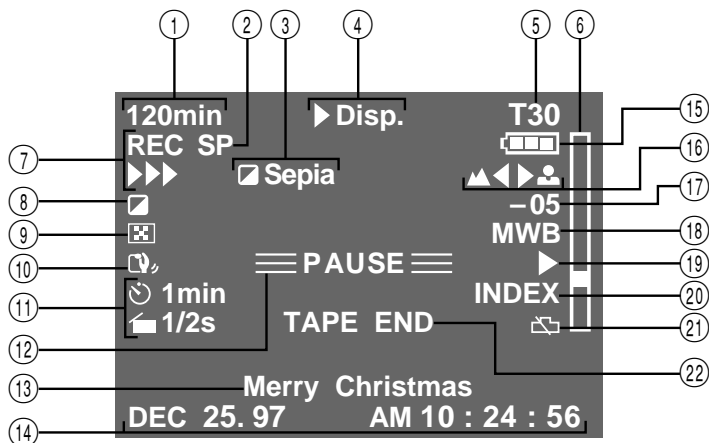 1 2 3 4 5 6
120min ▶Disp. T30
REC SP 15
7 ▶▶▶ Sepia 16
8 –05 17
9 MWB 18
10 PAUSE ▶ 19
11 1min INDEX 20
1/2s TAPE END 21
12 22
13 Merry Christmas
14 DEC 25. 97 AM 10 : 24 : 56